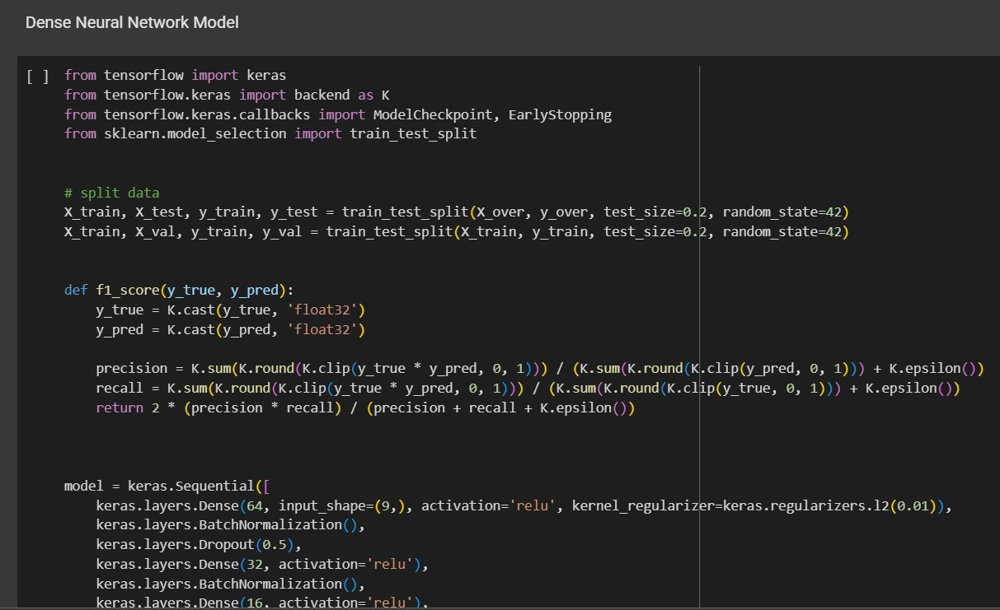 Dense Neural Network Model
[ ] from tensorflow import keras
from tensorflow.keras import backend as K
from tensorflow.keras.callbacks import ModelCheckpoint, EarlyStopping
from sklearn.model_selection import train_test_split
# split data
X_train, X_test, y_train, y_test = train_test_split(X_over, y_over, test_size=0.2, random_state=42)
X_train, X_val, y_train, y_val = train_test_split(X_train, y_train, test_size=0.2, random_state=42)
def f1_score(y_true, y_pred):
    y_true = K.cast(y_true, 'float32')
    y_pred = K.cast(y_pred, 'float32')
    precision = K.sum(K.round(K.clip(y_true * y_pred, 0, 1))) / (K.sum(K.round(K.clip(y_pred, 0, 1))) + K.epsilon())
    recall = K.sum(K.round(K.clip(y_true * y_pred, 0, 1))) / (K.sum(K.round(K.clip(y_true, 0, 1))) + K.epsilon())
    return 2 * (precision * recall) / (precision + recall + K.epsilon())
model = keras.Sequential([
    keras.layers.Dense(64, input_shape=(9,), activation='relu', kernel_regularizer=keras.regularizers.l2(0.01)),
    keras.layers.BatchNormalization(),
    keras.layers.Dropout(0.5),
    keras.layers.Dense(32, activation='relu'),
    keras.layers.BatchNormalization(),
    keras.layers.Dense(16, activation='relu'),